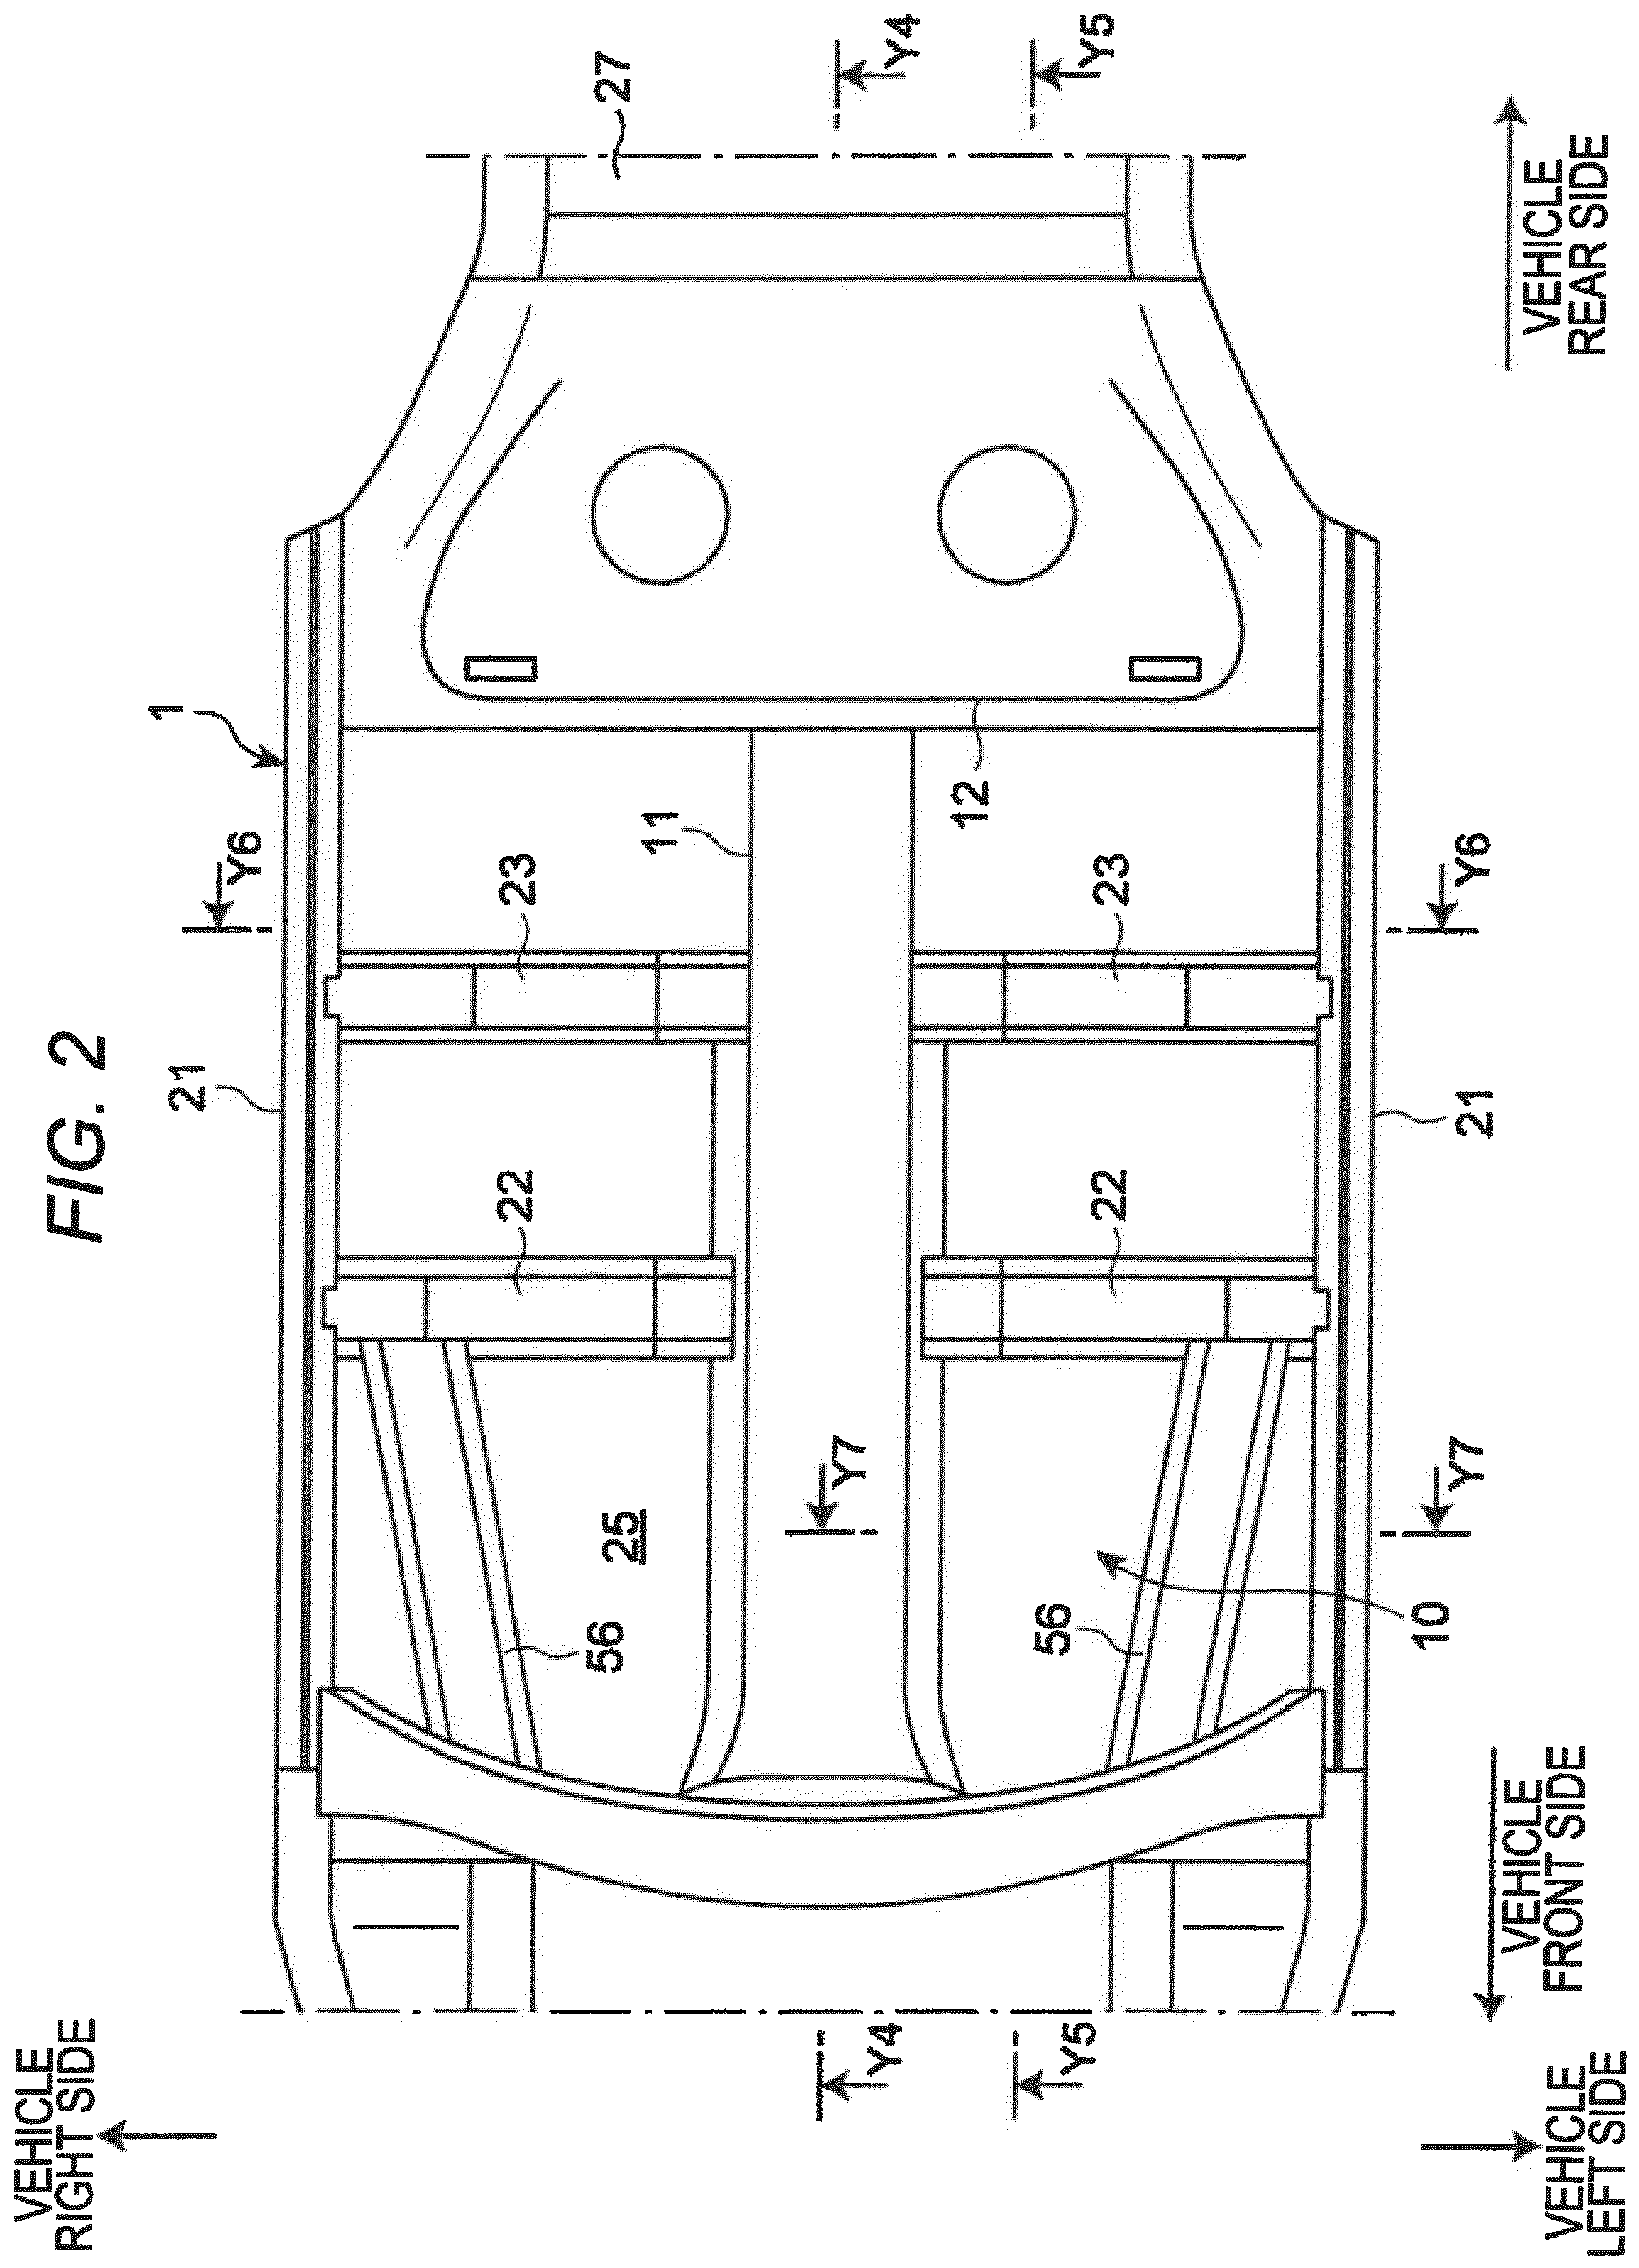 FIG. 2
VEHICLE
RIGHT SIDE
VEHICLE
LEFT SIDE
VEHICLE
FRONT SIDE
VEHICLE
REAR SIDE
1
21
Y6
Y6
23
23
11
12
27
Y4
Y5
22
22
21
Y7
Y7
25
56
56
10
Y4
Y5